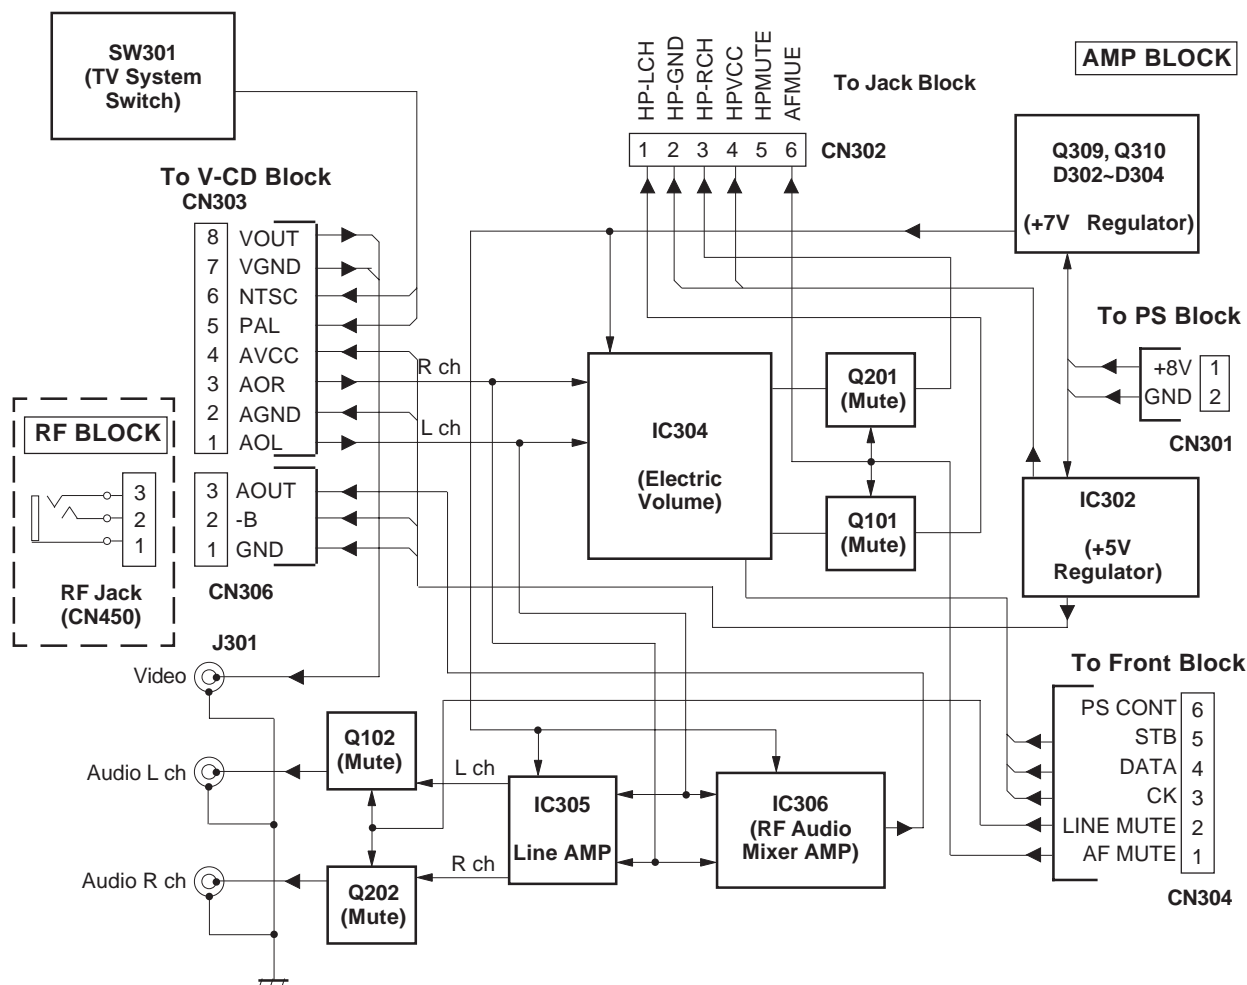 SW301
(TV System
Switch)
HP-LCH
HP-GND
HP-RCH
HPVCC
HPMUTE
AFMUE
To Jack Block
1 2 3 4 5 6
CN302
AMP BLOCK
Q309, Q310
D302~D304
(+7V Regulator)
To V-CD Block
CN303
8 VOUT
7 VGND
6 NTSC
5 PAL
4 AVCC
3 AOR
2 AGND
1 AOL
R ch
L ch
3 AOUT
2 -B
1 GND
CN306
RF BLOCK
3
2
1
RF Jack
(CN450)
IC304
(Electric
Volume)
Q201
(Mute)
Q101
(Mute)
To PS Block
+8V 1
GND 2
CN301
IC302
(+5V
Regulator)
J301
Video
Audio L ch
Audio R ch
Q102
(Mute)
Q202
(Mute)
L ch
R ch
IC305
Line AMP
IC306
(RF Audio
Mixer AMP)
To Front Block
PS CONT 6
STB 5
DATA 4
CK 3
LINE MUTE 2
AF MUTE 1
CN304